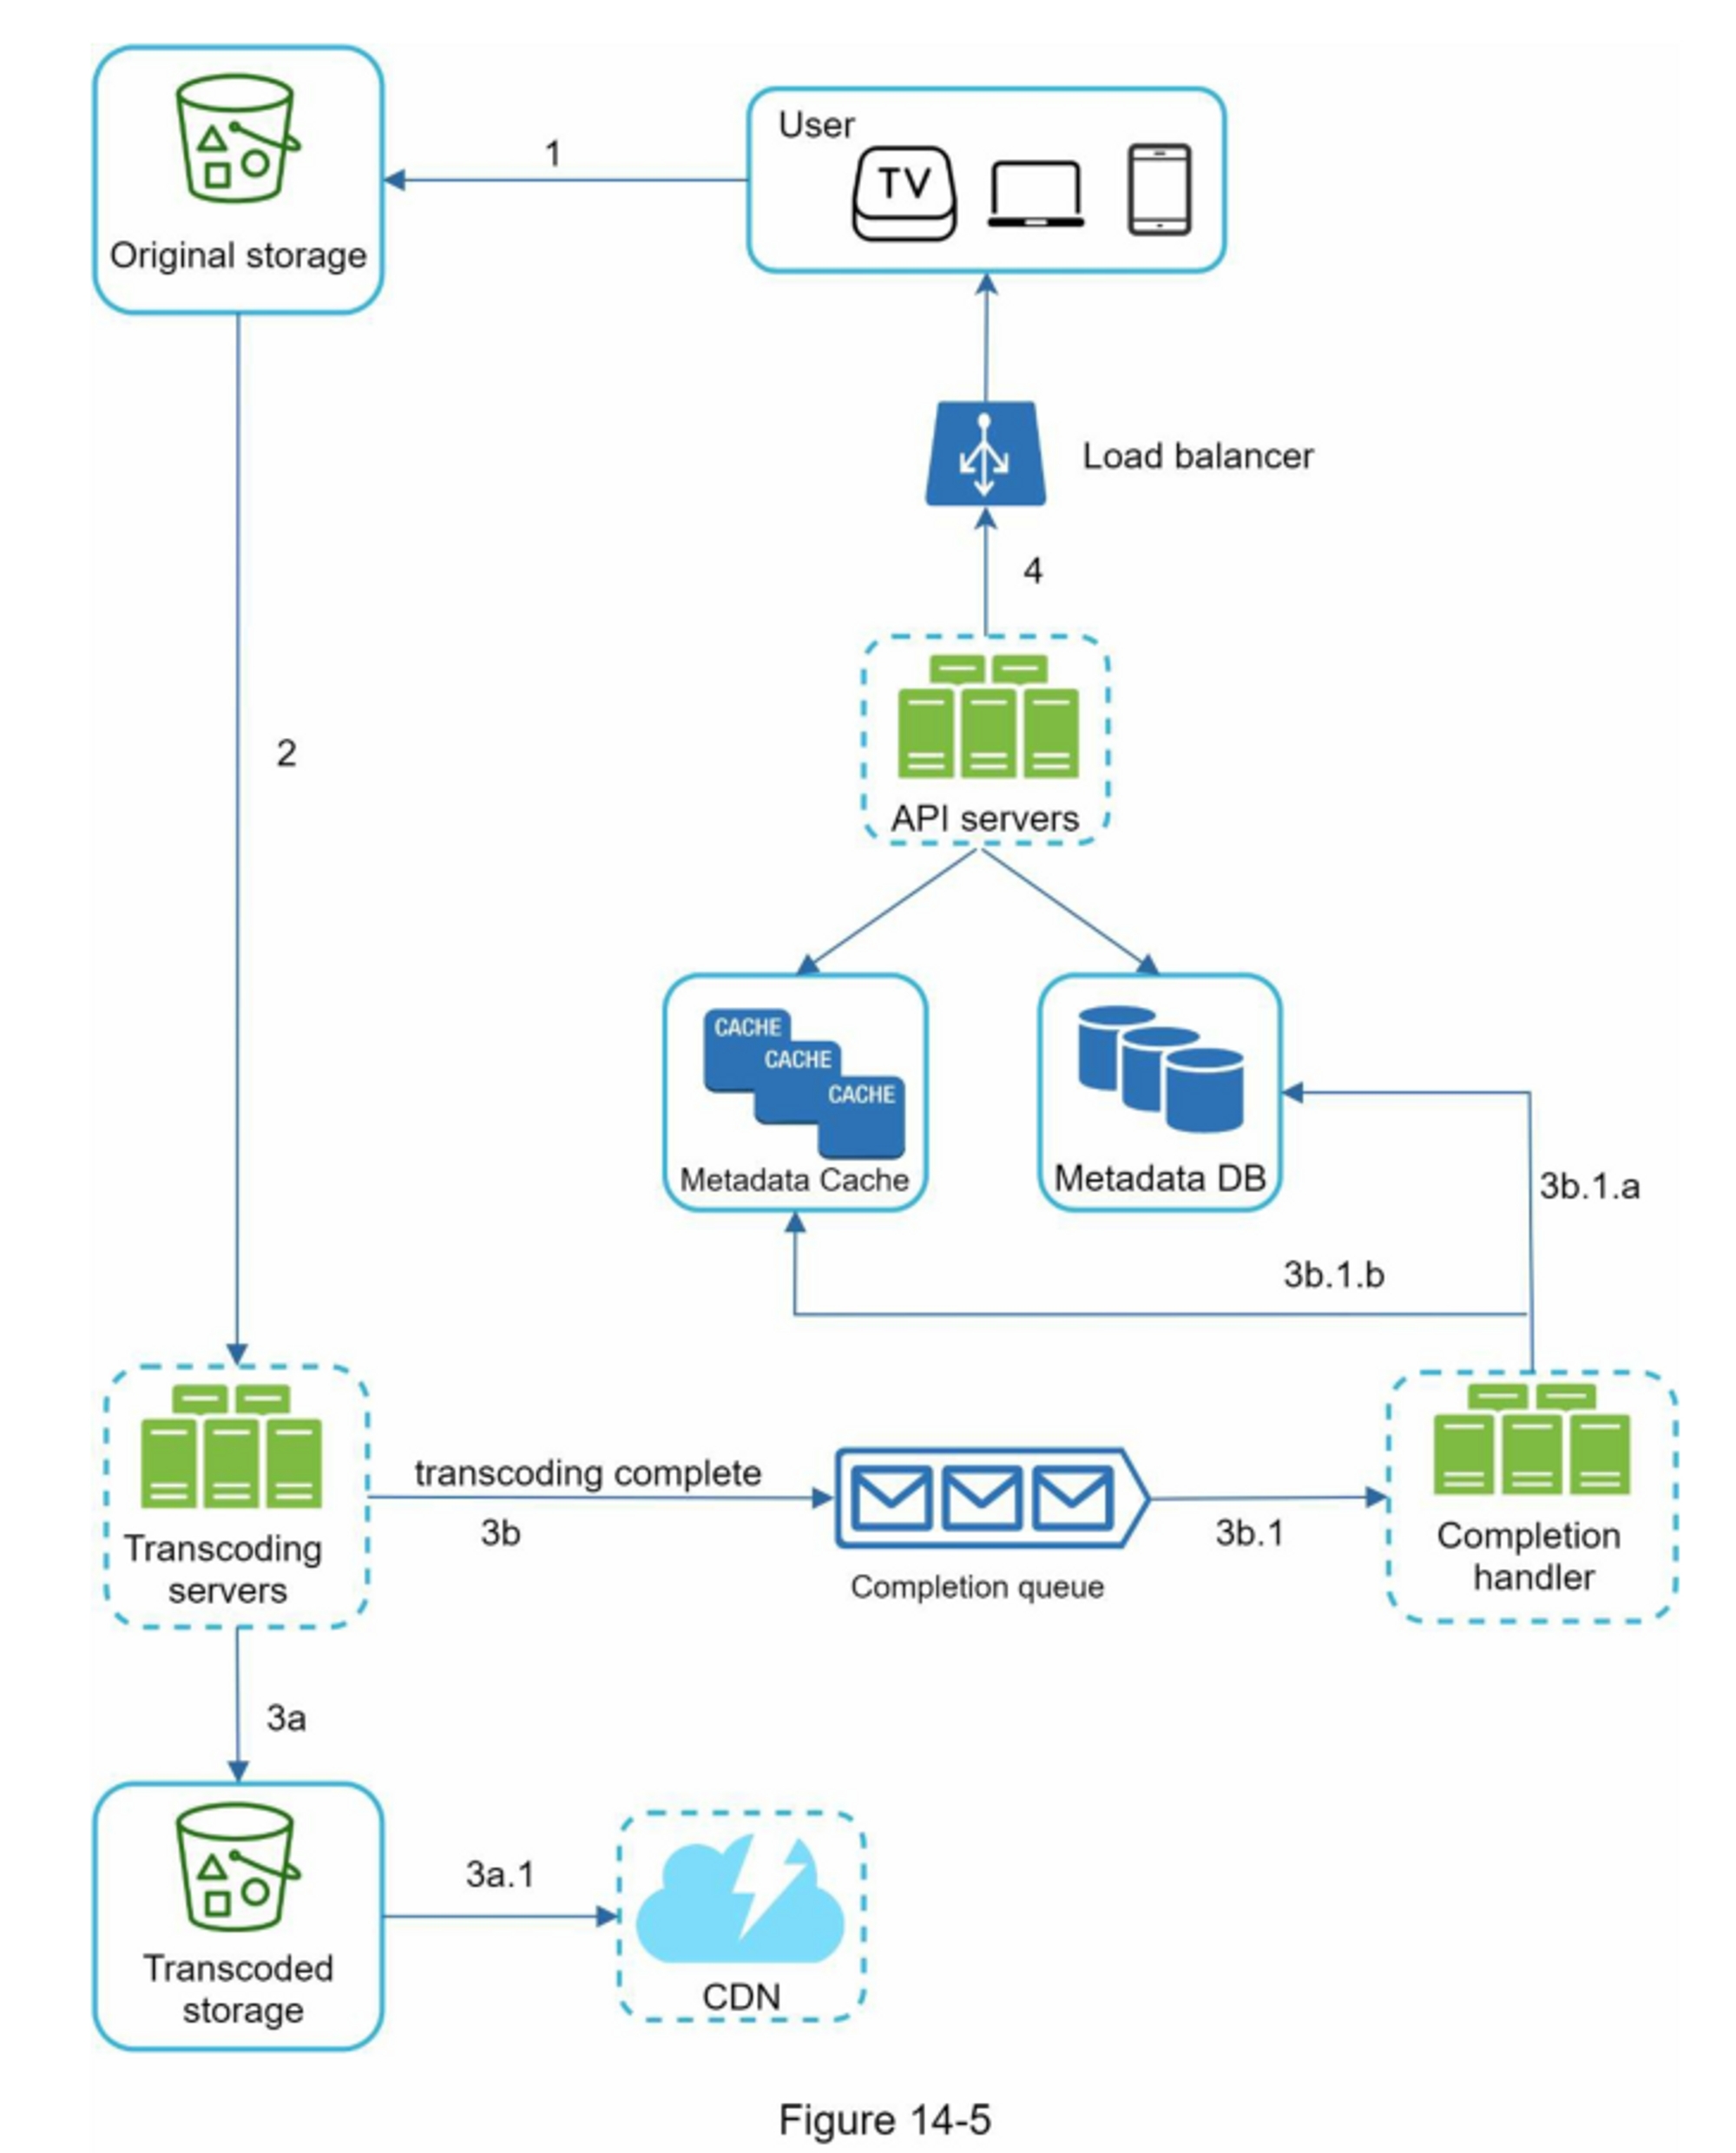 User
TV
1
Original storage
Load balancer
4
2
API servers
CACHE
CACHE
CACHE
Metadata Cache
Metadata DB
3b.1.a
3b.1.b
transcoding complete
3b
3b.1
Transcoding
servers
Completion queue
Completion
handler
3a
3a.1
Transcoded
storage
CDN
Figure 14-5